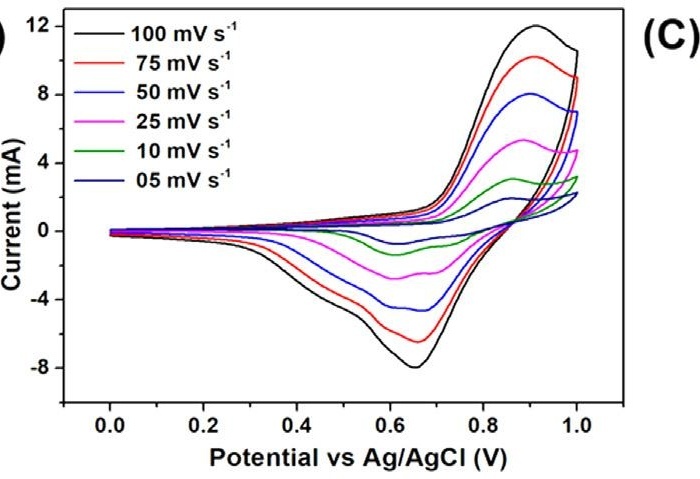 )
(C)
100 mV s⁻¹
75 mV s⁻¹
50 mV s⁻¹
25 mV s⁻¹
10 mV s⁻¹
05 mV s⁻¹
12
8
4
0
-4
-8
Current (mA)
0.0 0.2 0.4 0.6 0.8 1.0
Potential vs Ag/AgCl (V)